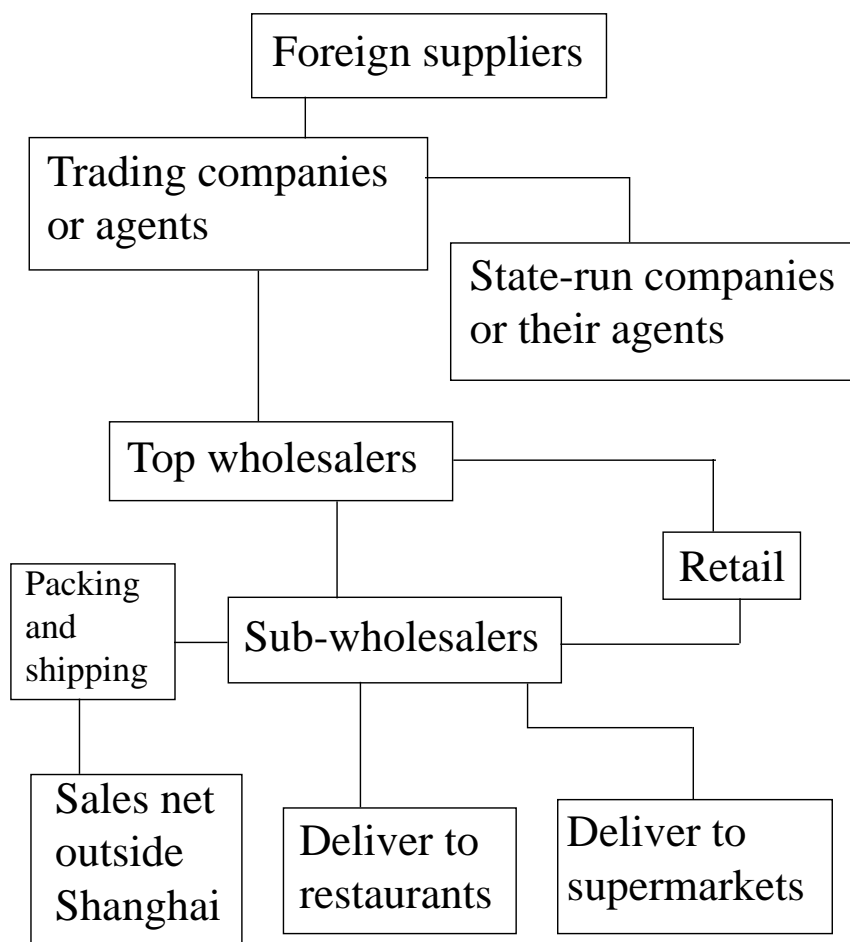 Foreign suppliers
Trading companies
or agents
State-run companies
or their agents
Top wholesalers
Retail
Packing
and
shipping
Sub-wholesalers
Sales net
outside
Shanghai
Deliver to
restaurants
Deliver to
supermarkets